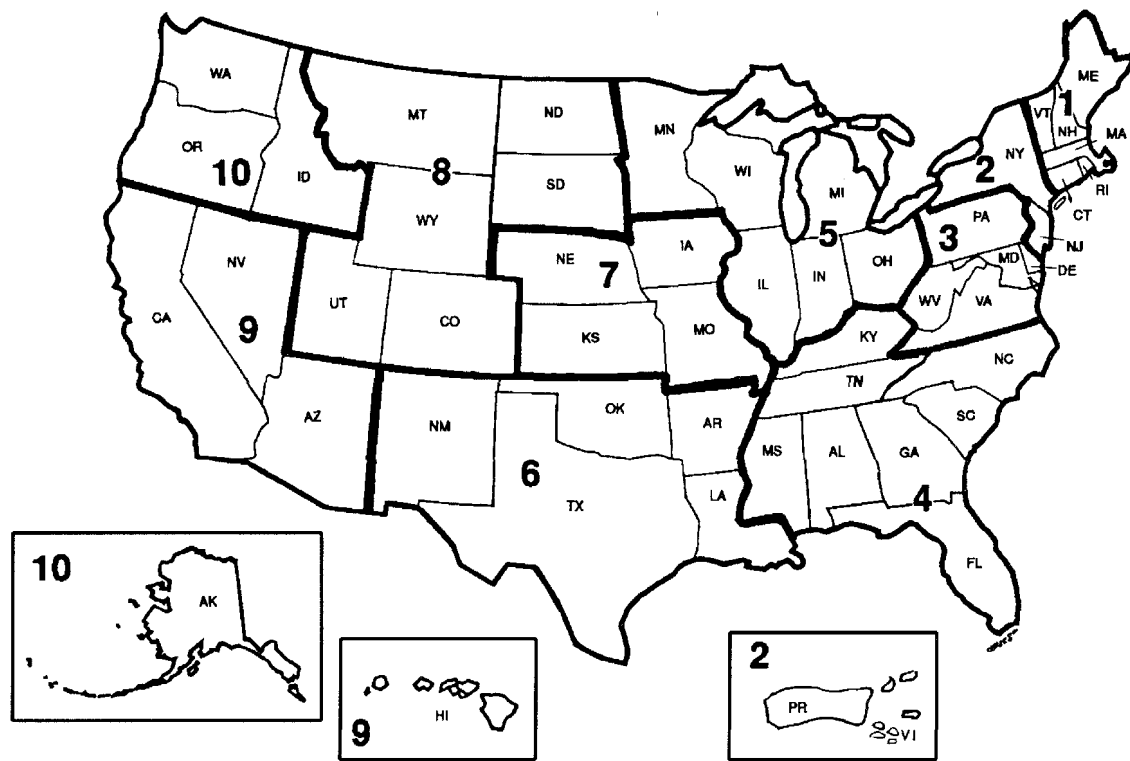 WA
ME
MT
ND
VT
1
MN
NH
MA
OR
NY
10
ID
8
WI
2
SD
MI
RI
WY
PA
CT
5
3
NJ
IA
NV
NE
OH
MD
DE
7
IL
IN
WV
VA
UT
CA
CO
9
KS
MO
KY
NC
TN
OK
AZ
AR
SC
NM
MS
AL
GA
6
LA
4
TX
FL
10
AK
2
PR
HI
9
VI